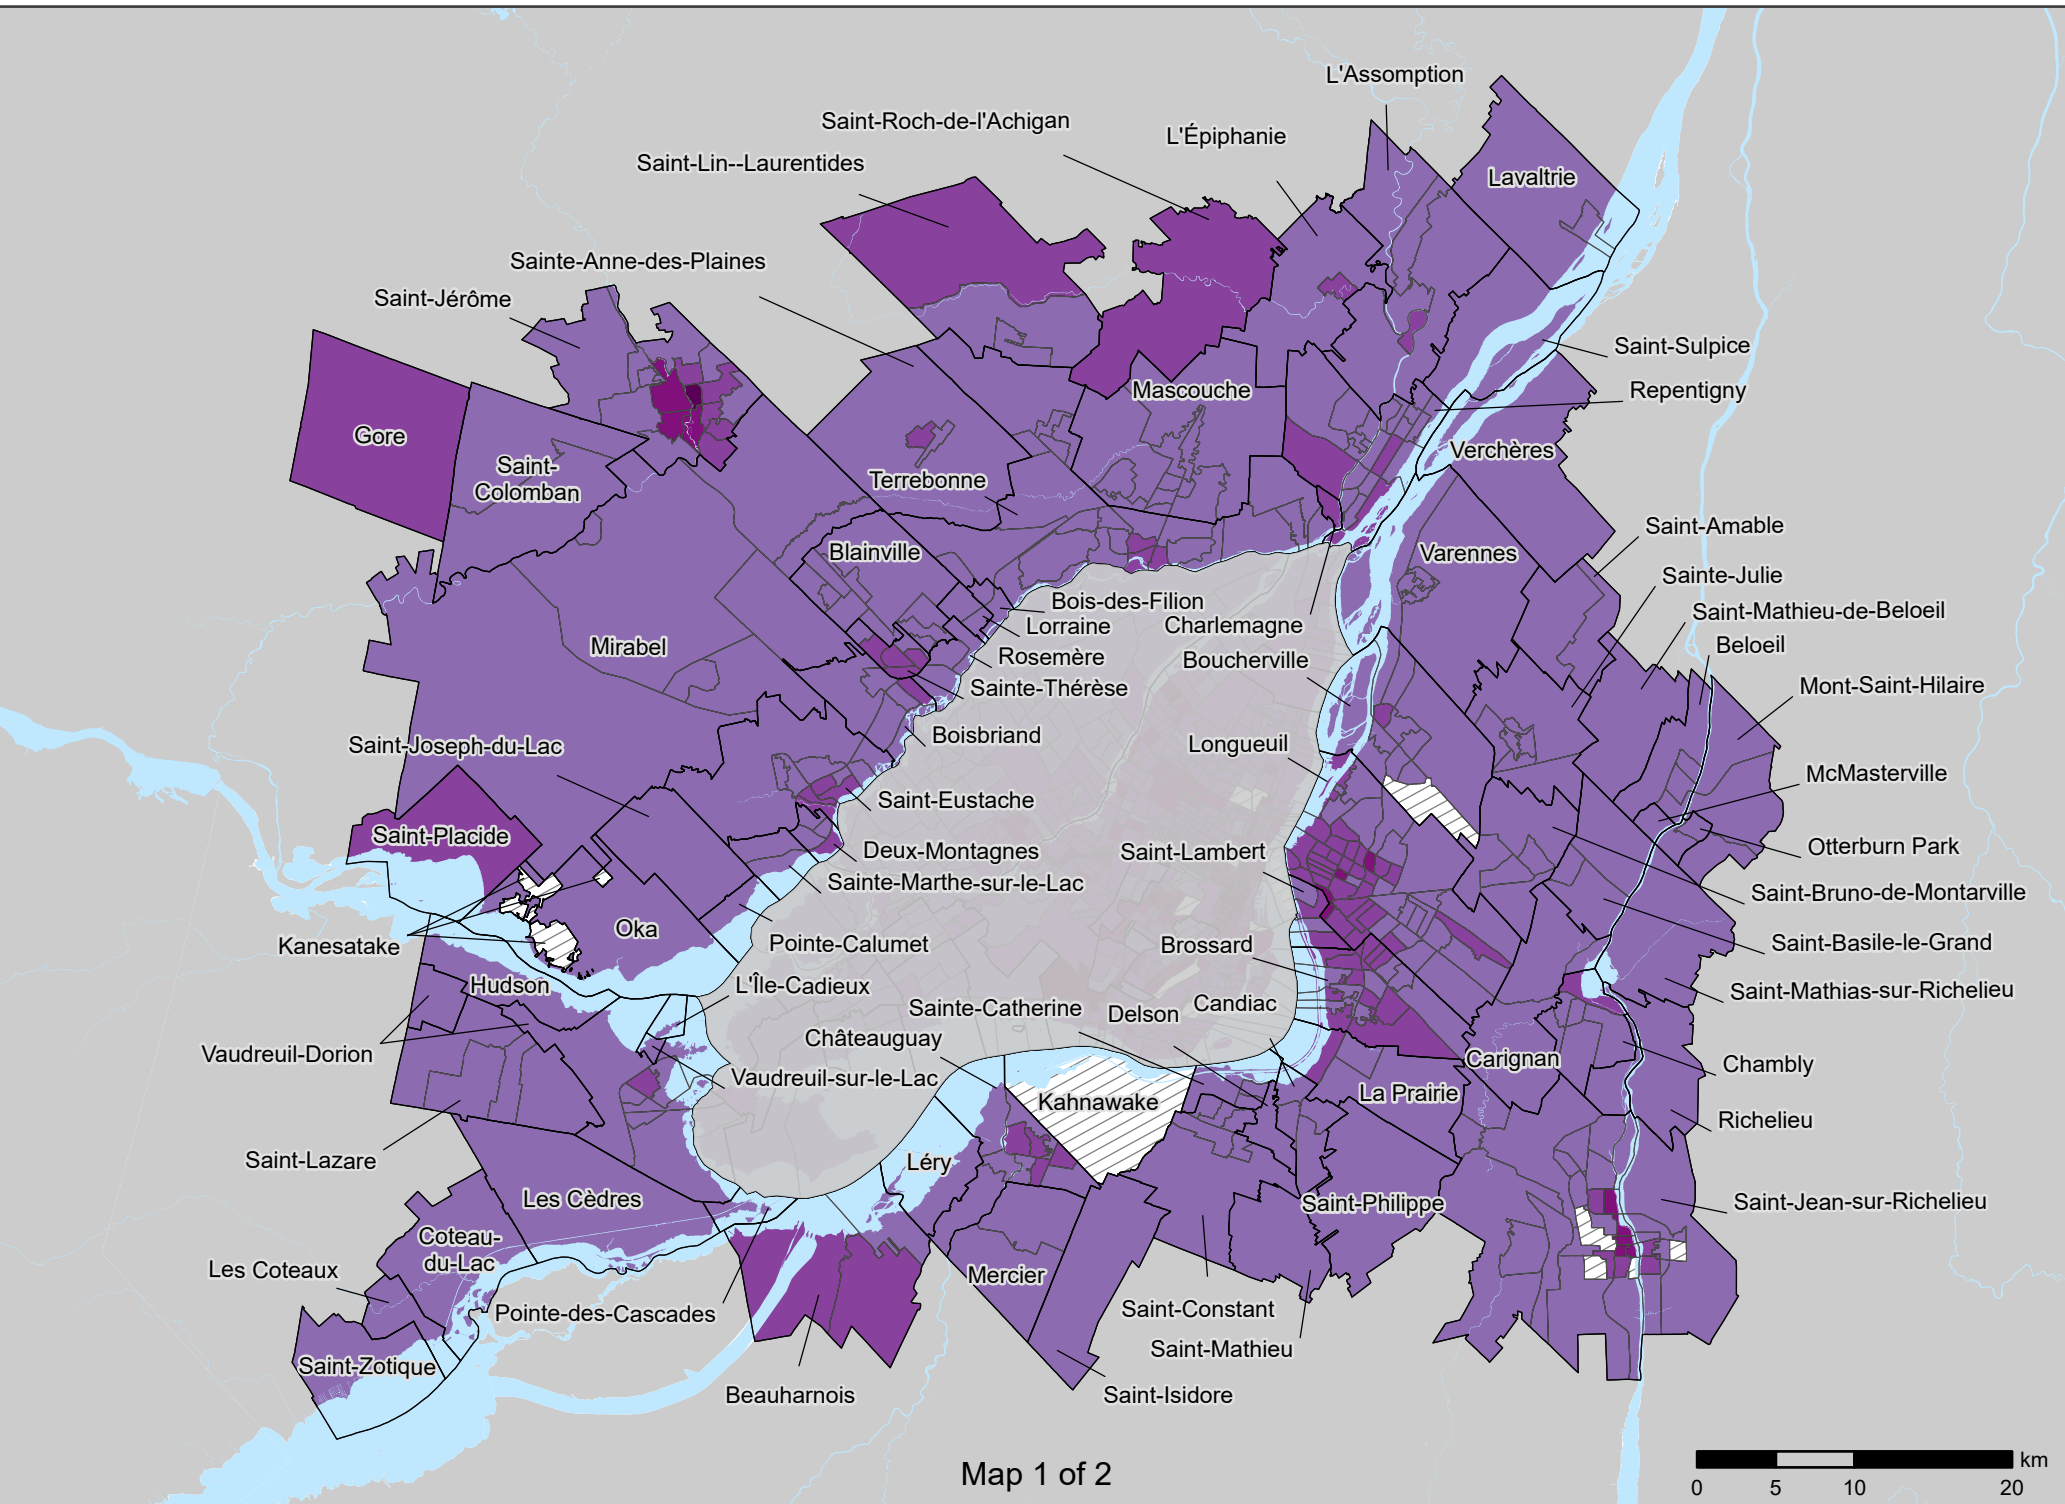 L'Assomption
Saint-Roch-de-l'Achigan
L'Épiphanie
Saint-Lin--Laurentides
Lavaltrie
Sainte-Anne-des-Plaines
Saint-Jérôme
Saint-Sulpice
Repentigny
Mascouche
Gore
Verchères
Saint-
Colomban
Terrebonne
Saint-Amable
Blainville
Varennes
Sainte-Julie
Bois-des-Filion
Saint-Mathieu-de-Beloeil
Lorraine
Charlemagne
Mirabel
Beloeil
Rosemère
Boucherville
Mont-Saint-Hilaire
Sainte-Thérèse
Boisbriand
Saint-Joseph-du-Lac
Longueuil
McMasterville
Saint-Eustache
Saint-Placide
Otterburn Park
Deux-Montagnes
Saint-Lambert
Sainte-Marthe-sur-le-Lac
Saint-Bruno-de-Montarville
Oka
Kanesatake
Pointe-Calumet
Brossard
Saint-Basile-le-Grand
Hudson
L'Île-Cadieux
Saint-Mathias-sur-Richelieu
Sainte-Catherine
Delson
Candiac
Châteauguay
Vaudreuil-Dorion
Carignan
Chambly
Vaudreuil-sur-le-Lac
La Prairie
Kahnawake
Richelieu
Saint-Lazare
Léry
Les Cèdres
Saint-Philippe
Saint-Jean-sur-Richelieu
Coteau-
du-Lac
Les Coteaux
Mercier
Pointe-des-Cascades
Saint-Constant
Saint-Mathieu
Saint-Zotique
Beauharnois
Saint-Isidore
Map 1 of 2
km
0 5 10 20